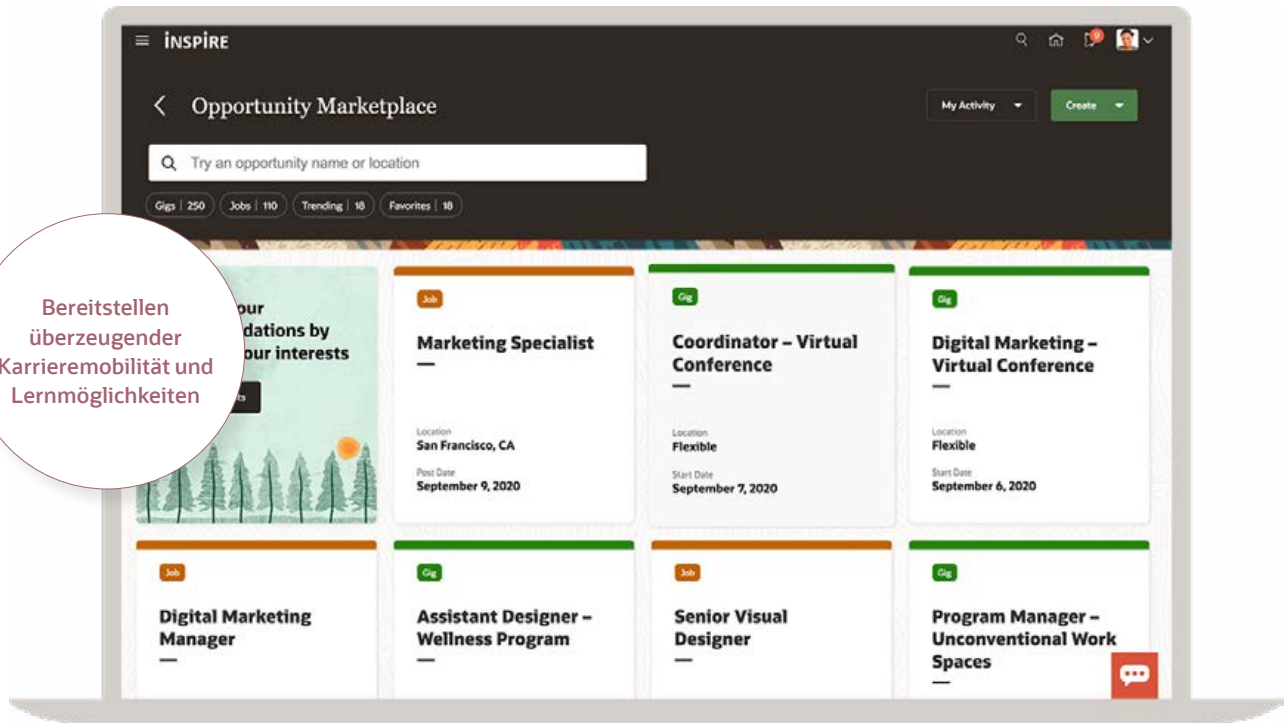 INSPIRE
9
Opportunity Marketplace
My Activity
Create
Try an opportunity name or location
Gigs | 250
Jobs | 110
Trending | 18
Favorites | 18
Bereitstellen
überzeugender
Karrieremobilität und
Lernmöglichkeiten
by
our interests
Job
Marketing Specialist
Location
San Francisco, CA
Post Date
September 9, 2020
Gig
Coordinator – Virtual
Conference
Location
Flexible
Start Date
September 7, 2020
Gig
Digital Marketing –
Virtual Conference
Location
Flexible
Start Date
September 6, 2020
Job
Digital Marketing
Manager
Gig
Assistant Designer –
Wellness Program
Job
Senior Visual
Designer
Gig
Program Manager –
Unconventional Work
Spaces